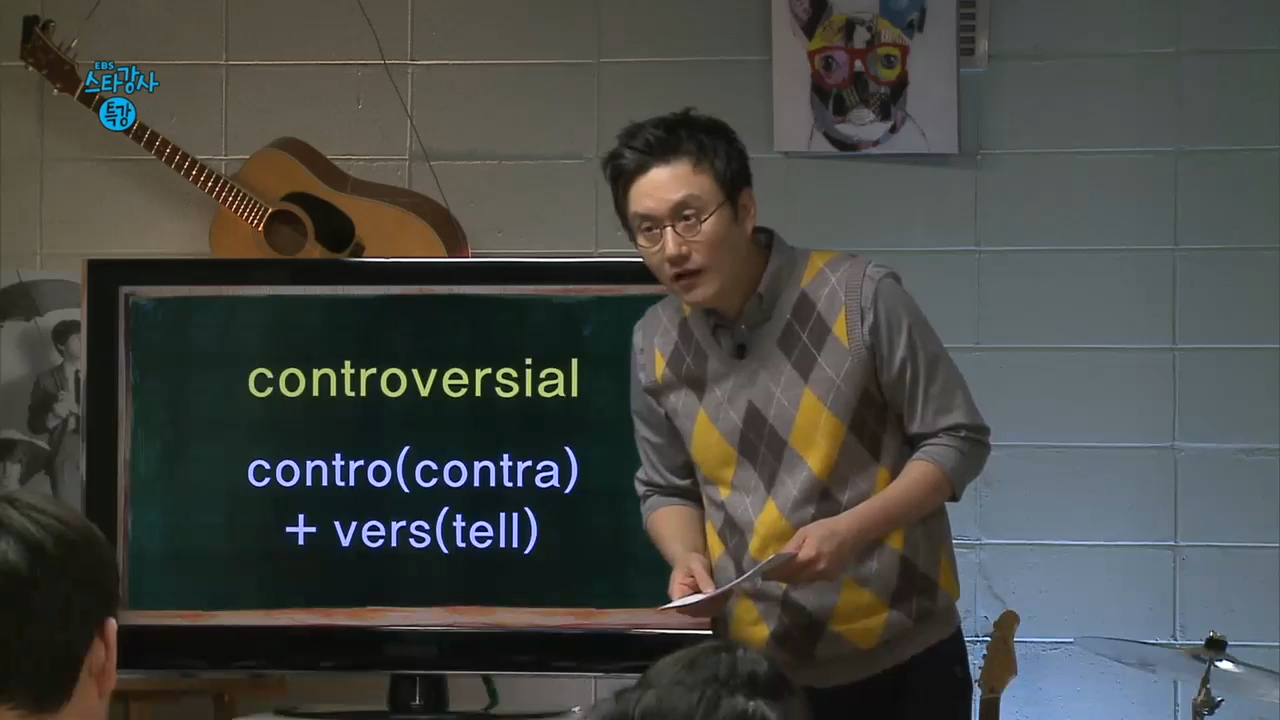 EBS
스타강사
특강
controversial
contro(contra)
+ vers(tell)